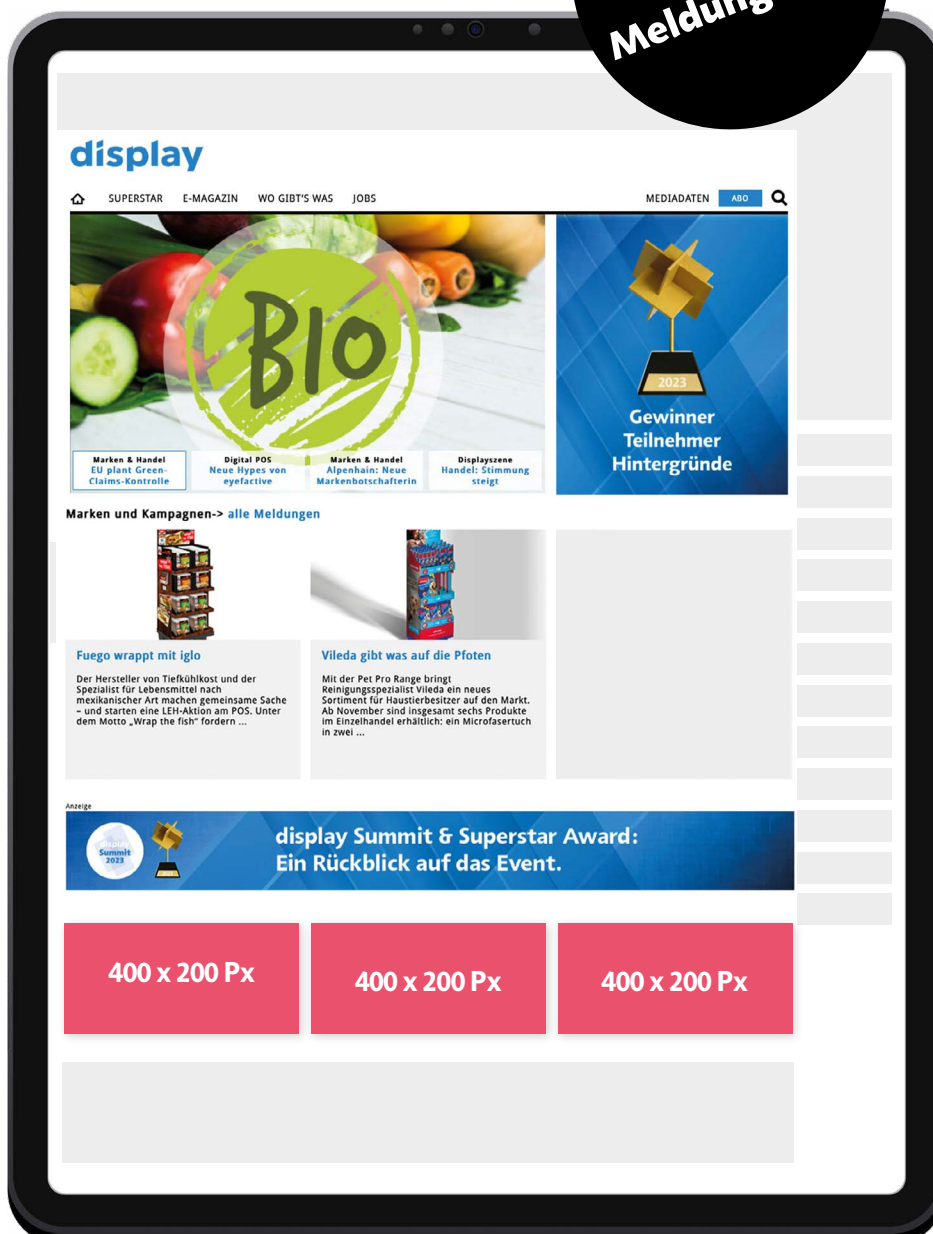 Meldung
display
SUPERSTAR E-MAGAZIN WO GIBT'S WAS JOBS MEDIADATEN ABO
BIO
2023
Gewinner
Teilnehmer
Hintergründe
Marken & Handel
EU plant Green-
Claims-Kontrolle
Digital POS
Neue Hypes von
eyefactive
Marken & Handel
Alpenhain: Neue
Markenbotschafterin
Displayszene
Handel: Stimmung
steigt
Marken und Kampagnen-> alle Meldungen
Fuego wrappt mit iglo
Der Hersteller von Tiefkühlkost und der
Spezialist für Lebensmittel nach
mexikanischer Art machen gemeinsame Sache
– und starten eine LEH-Aktion am POS. Unter
dem Motto „Wrap the fish“ fordern ...
Vileda gibt was auf die Pfoten
Mit der Pet Pro Range bringt
Reinigungsspezialist Vileda ein neues
Sortiment für Haustierbesitzer auf den Markt.
Ab November sind insgesamt sechs Produkte
im Einzelhandel erhältlich: ein Microfasertuch
in zwei ...
Anzeige
display
Summit
2023
display Summit & Superstar Award:
Ein Rückblick auf das Event.
400 x 200 Px
400 x 200 Px
400 x 200 Px